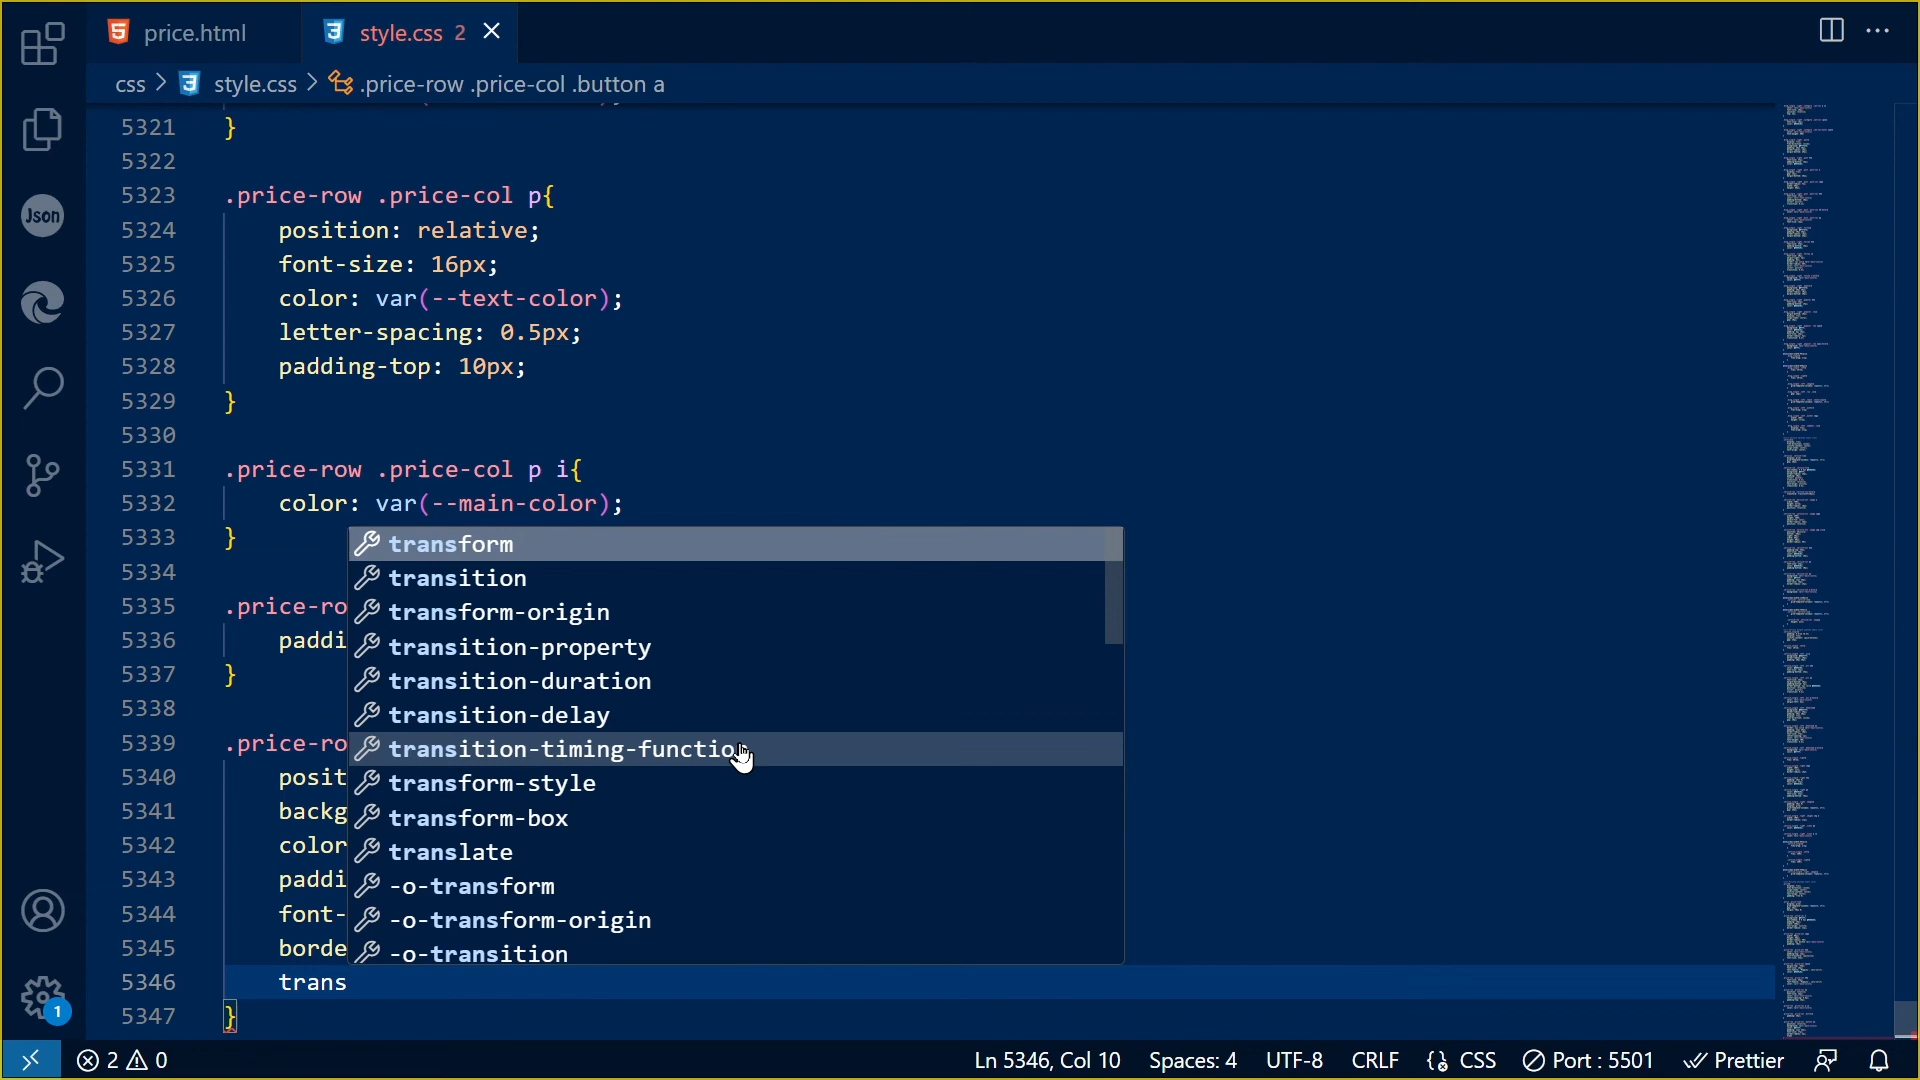 price.html
style.css 2
css > style.css > .price-row .price-col .button a
5321 }
5322
5323 .price-row .price-col p{
5324 position: relative;
5325 font-size: 16px;
5326 color: var(--text-color);
5327 letter-spacing: 0.5px;
5328 padding-top: 10px;
5329 }
5330
5331 .price-row .price-col p i{
5332 color: var(--main-color);
5333 }
transform
5334 transition
5335 .price-ro transform-origin
5336 paddi transition-property
5337 } transition-duration
5338 transition-delay
5339 .price-ro transition-timing-function
5340 posit transform-style
5341 backg transform-box
5342 color translate
5343 paddi -o-transform
5344 font- -o-transform-origin
5345 borde -o-transition
5346 trans
5347 }
Json
1
2 0 Ln 5346, Col 10 Spaces: 4 UTF-8 CRLF {} CSS Port : 5501 Prettier